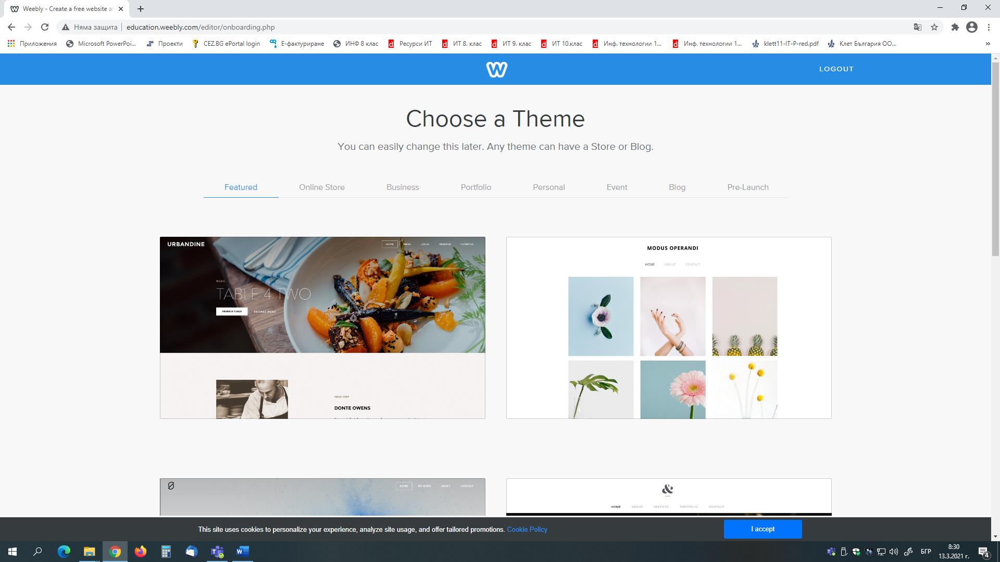 Weebly - Create a free website a
Няма защита
education.weebly.com/editor/onboarding.php
Приложения
Microsoft PowerPoi...
Проекти
CEZ.BG ePortal login
Е-фактуриране
ИНФ 8 клас
Ресурси ИТ
ИТ 8. клас
ИТ 9. клас
ИТ 10.клас
Инф. технологии 1...
Инф. технологии 1...
klett11-IT-P-red.pdf
Клет България ОО...
LOGOUT
Choose a Theme
You can easily change this later. Any theme can have a Store or Blog.
Featured
Online Store
Business
Portfolio
Personal
Event
Blog
Pre-Launch
URBANDINE
HOME
MENU
LOCAL
RESERVE
CATERING
MENU
TABLE 4 TWO
RESERVE TABLE
BROWSE MENU
HEAD CHEF
DONTE OWENS
MODUS OPERANDI
HOME
ABOUT
CONTACT
HOME
MY WORK
ABOUT
CONTACT
&
HOME
ABOUT
SERVICES
PORTFOLIO
CONTACT
This site uses cookies to personalize your experience, analyze site usage, and offer tailored promotions. Cookie Policy
I accept
БГР
8:30
13.3.2021 г.
4